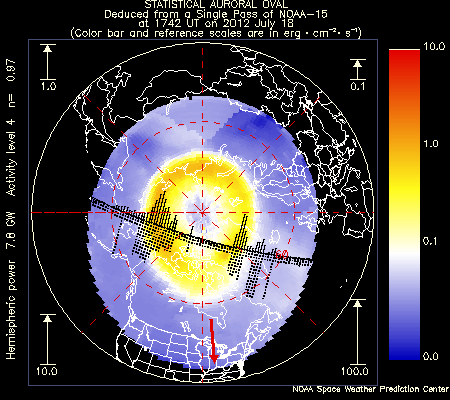 STATISTICAL AURORAL OVAL
Deduced from a Single Pass of NOAA-15
at 1742 UT on 2012 July 18
(Color bar and reference scales are in erg · cm⁻² · s⁻¹)
Hemispheric power 7.8 GW Activity level 4 n= 0.97
1.0
0.1
10.0
100.0
10.0
1.0
0.1
0.0
NOAA Space Weather Prediction Center